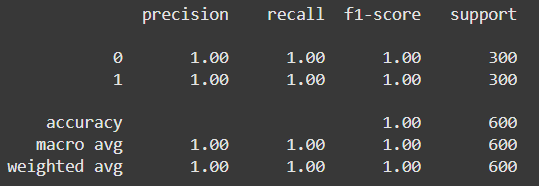 precision recall f1-score support
0 1.00 1.00 1.00 300
1 1.00 1.00 1.00 300
accuracy 1.00 600
macro avg 1.00 1.00 1.00 600
weighted avg 1.00 1.00 1.00 600